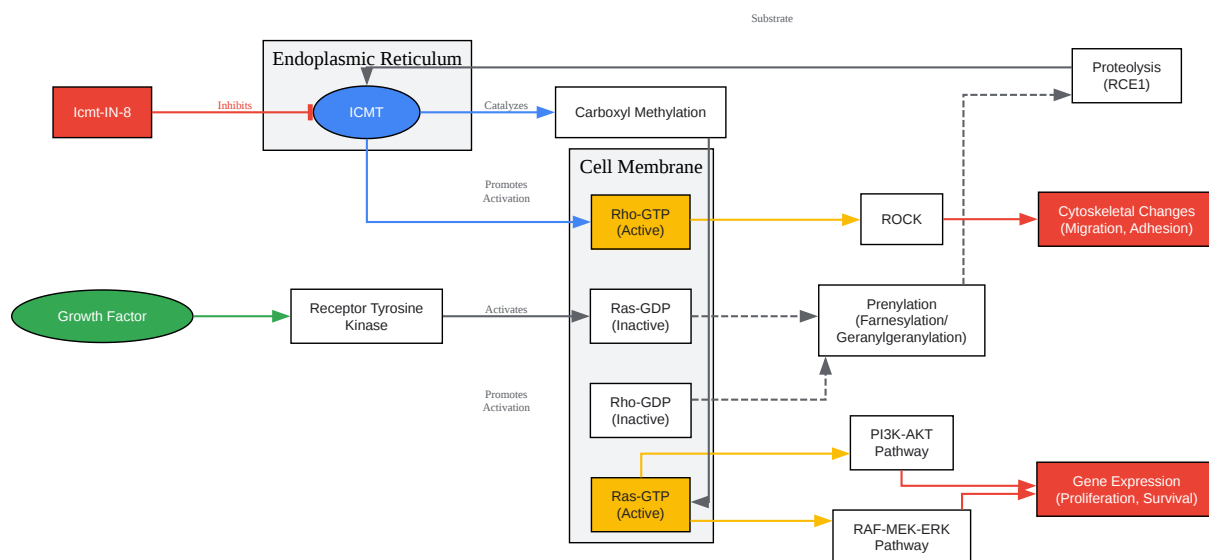 Substrate
Endoplasmic Reticulum
Proteolysis
(RCE1)
Icmt-IN-8
Inhibits
ICMT
Catalyzes
Carboxyl Methylation
Cell Membrane
Promotes
Activation
Rho-GTP
(Active)
ROCK
Cytoskeletal Changes
(Migration, Adhesion)
Growth Factor
Receptor Tyrosine
Kinase
Activates
Ras-GDP
(Inactive)
Prenylation
(Farnesylation/
Geranylgeranylation)
Promotes
Activation
Rho-GDP
(Inactive)
PI3K-AKT
Pathway
Ras-GTP
(Active)
Gene Expression
(Proliferation, Survival)
RAF-MEK-ERK
Pathway